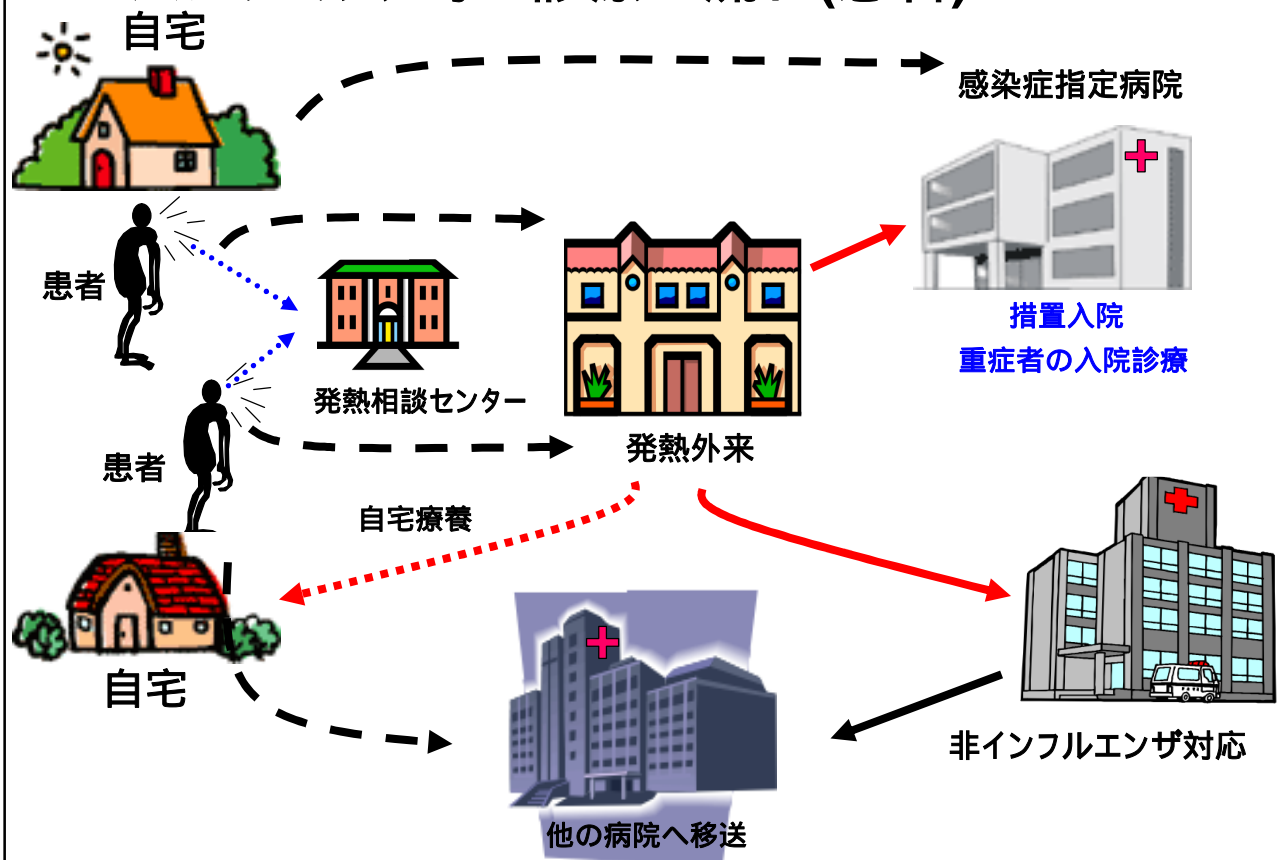 自宅
感染症指定病院
患者
措置入院
重症者の入院診療
発熱相談センター
発熱外来
患者
自宅療養
自宅
非インフルエンザ対応
他の病院へ移送